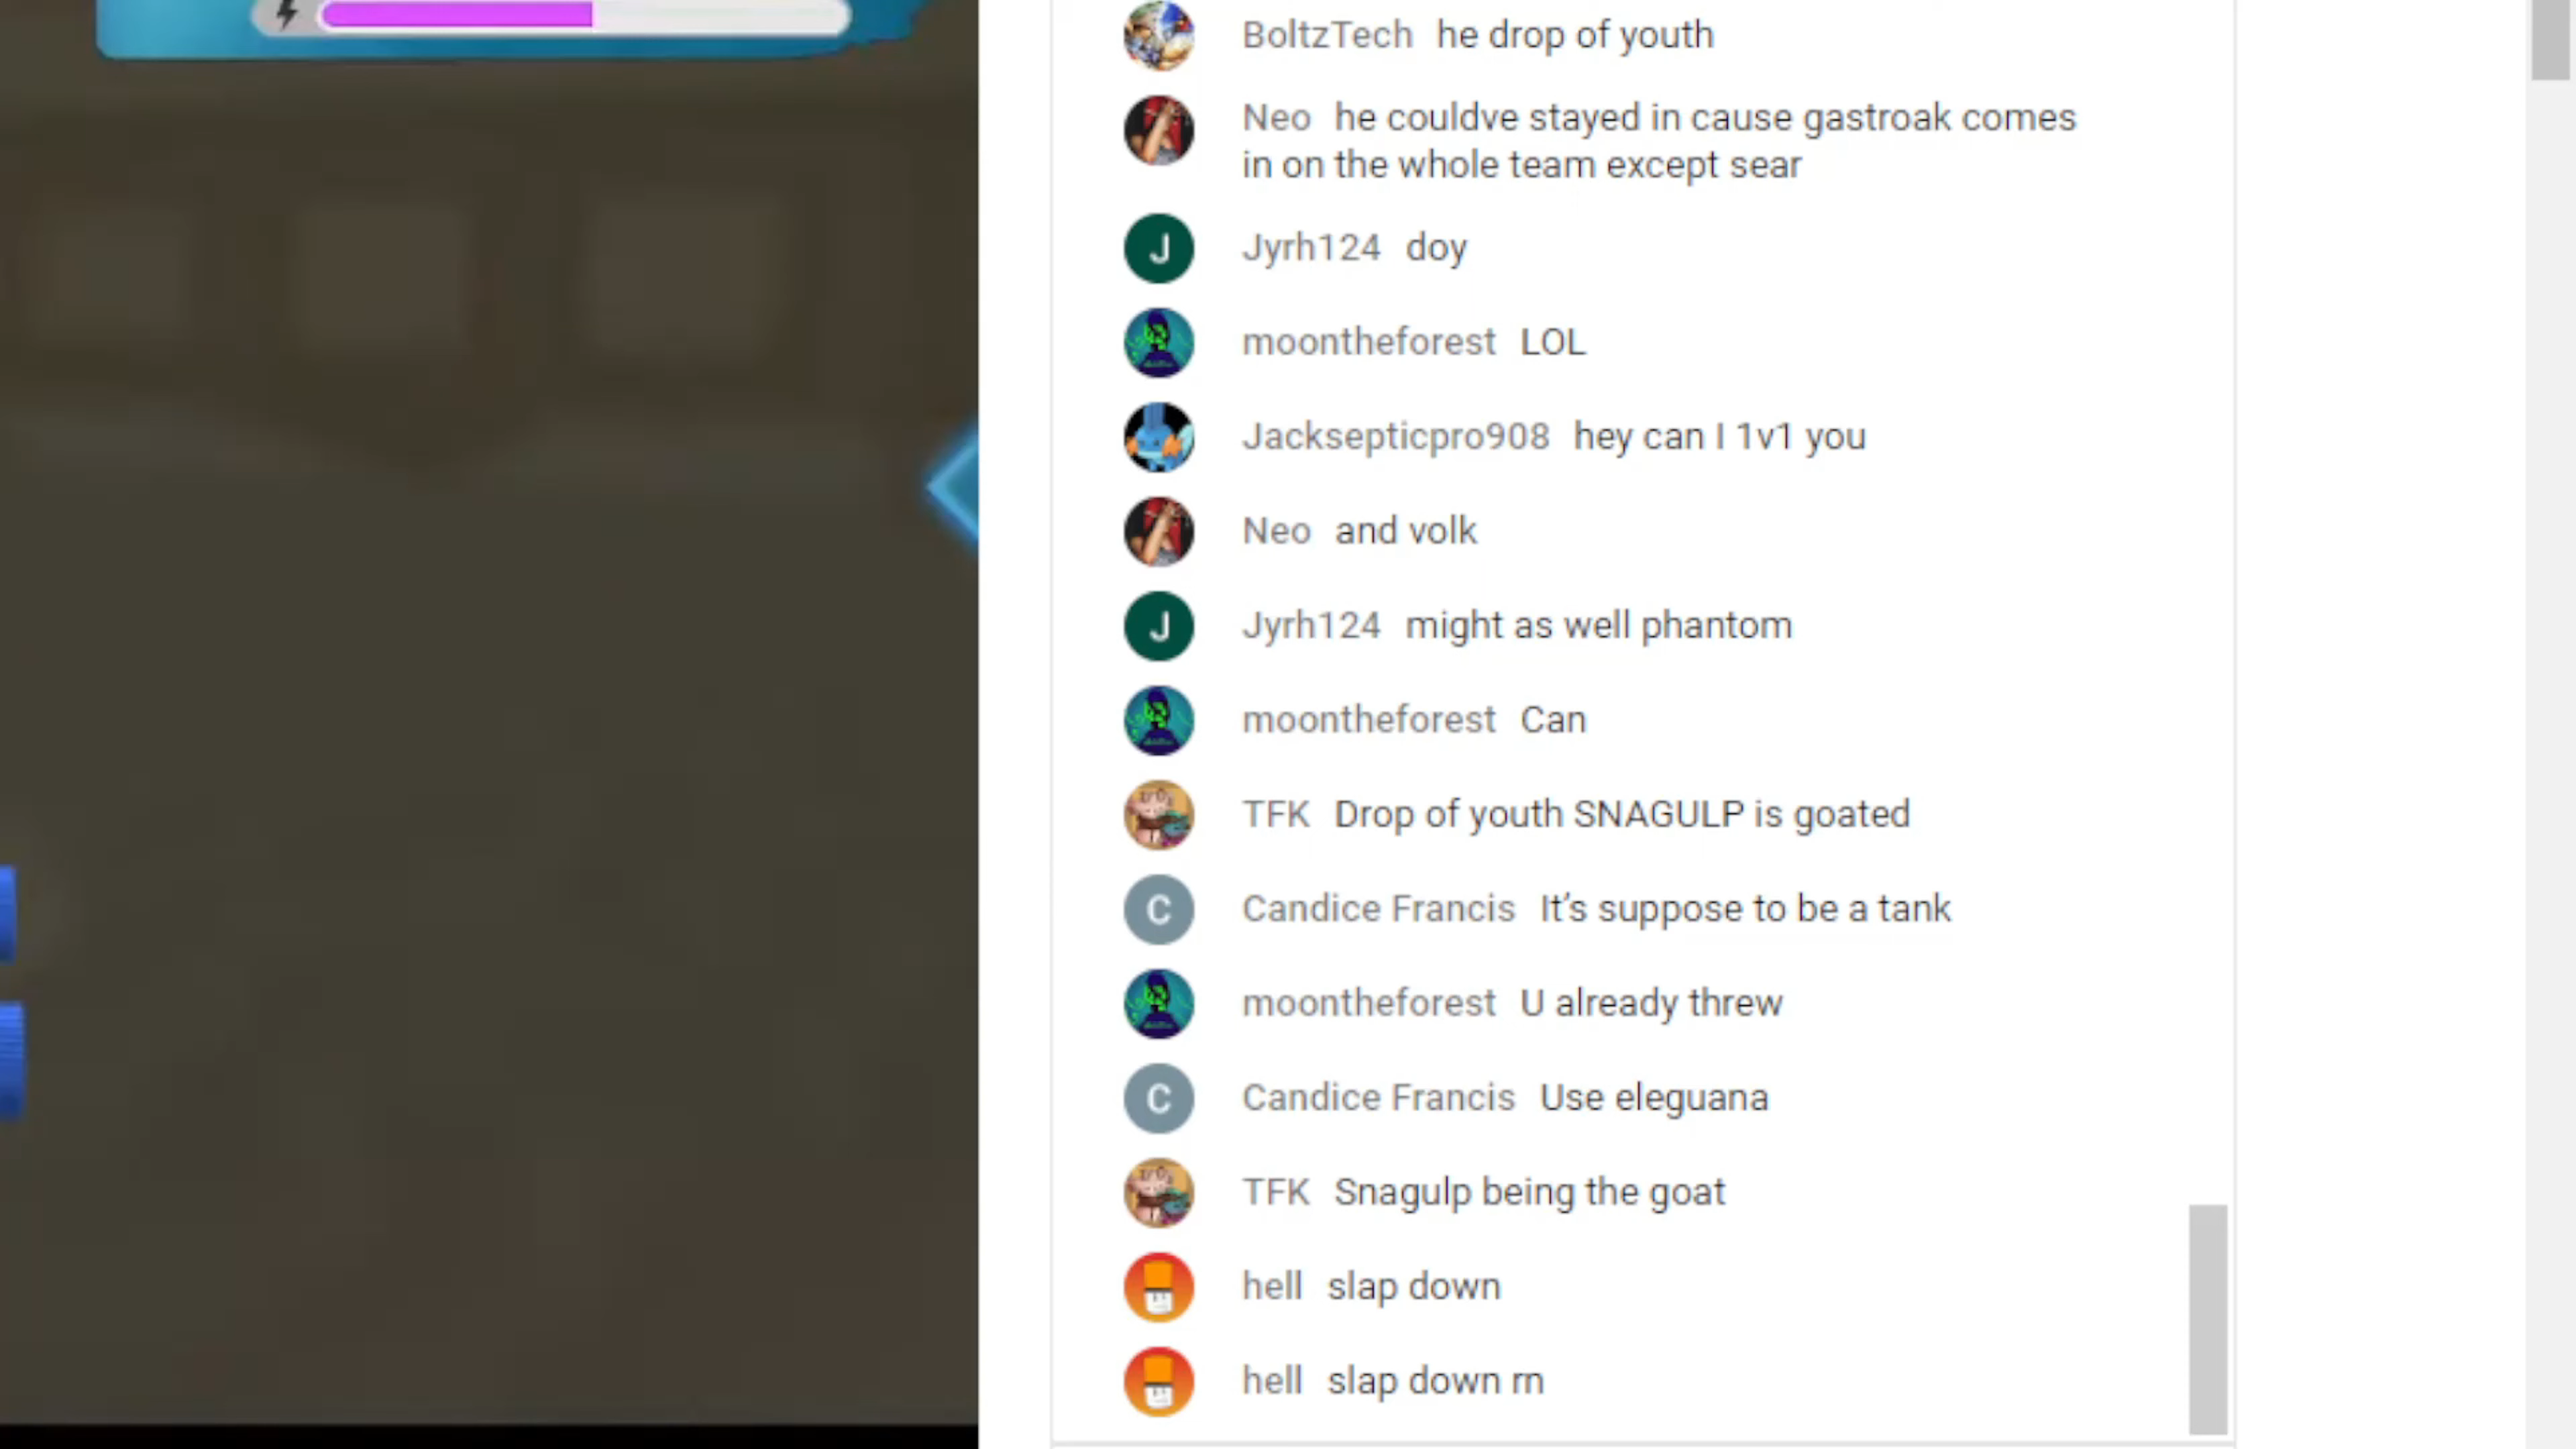 BoltzTech he drop of youth
Neo he couldve stayed in cause gastroak comes
in on the whole team except sear
J
Jyrh124 doy
moontheforest LOL
Jacksepticpro908 hey can I 1v1 you
Neo and volk
J
Jyrh124 might as well phantom
moontheforest Can
TFK Drop of youth SNAGULP is goated
C
Candice Francis It's suppose to be a tank
moontheforest U already threw
C
Candice Francis Use eleguana
TFK Snagulp being the goat
hell slap down
hell slap down rn